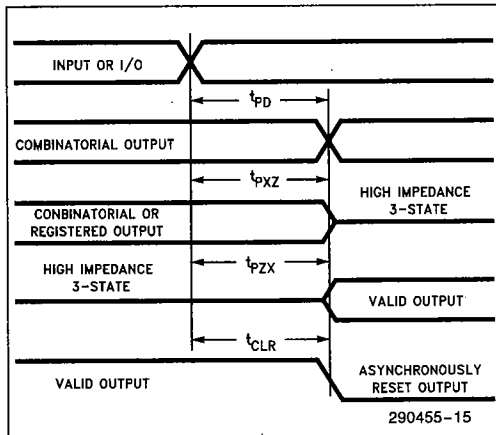 INPUT OR I/O
tPD
COMBINATORIAL OUTPUT
tPXZ
HIGH IMPEDANCE
3-STATE
CONBINATORIAL OR
REGISTERED OUTPUT
HIGH IMPEDANCE
3-STATE
tPZX
VALID OUTPUT
tCLR
VALID OUTPUT
ASYNCHRONOUSLY
RESET OUTPUT
290455-15